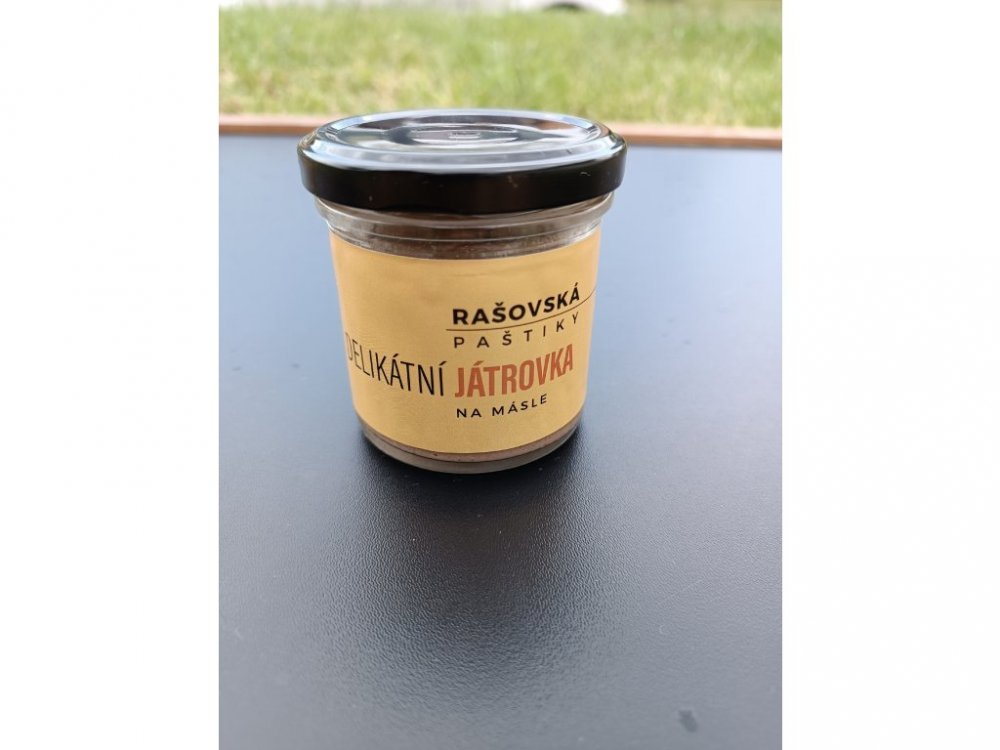 RAŠOVSKÁ
PAŠTIKY
DELIKÁTNÍ JÁTROVKA
NA MÁSLE